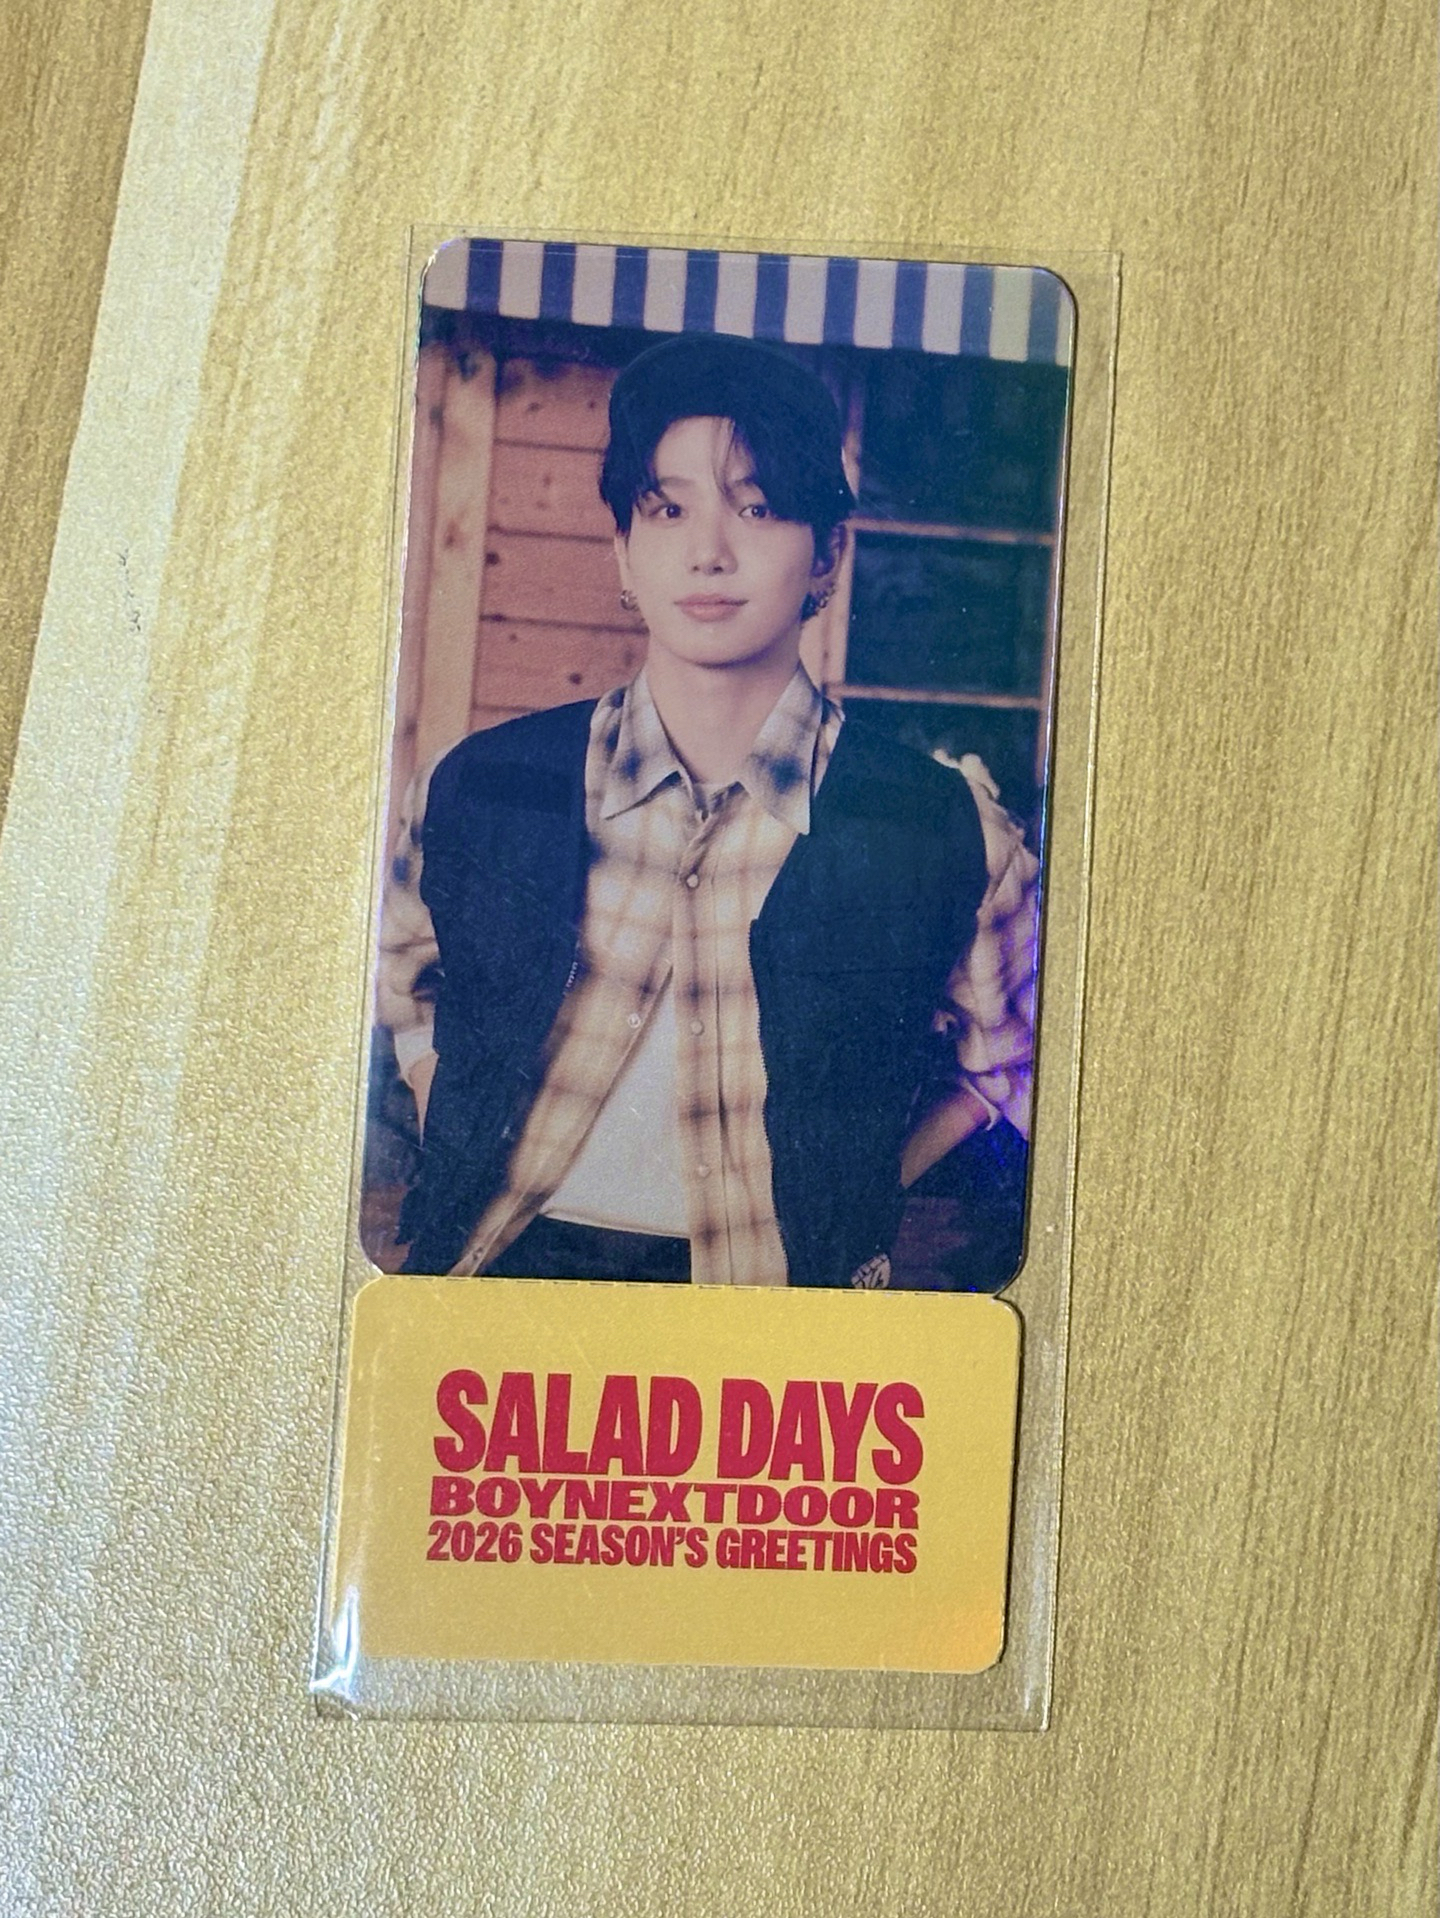 SALAD DAYS
BOYNEXTDOOR
2026 SEASON'S GREETINGS